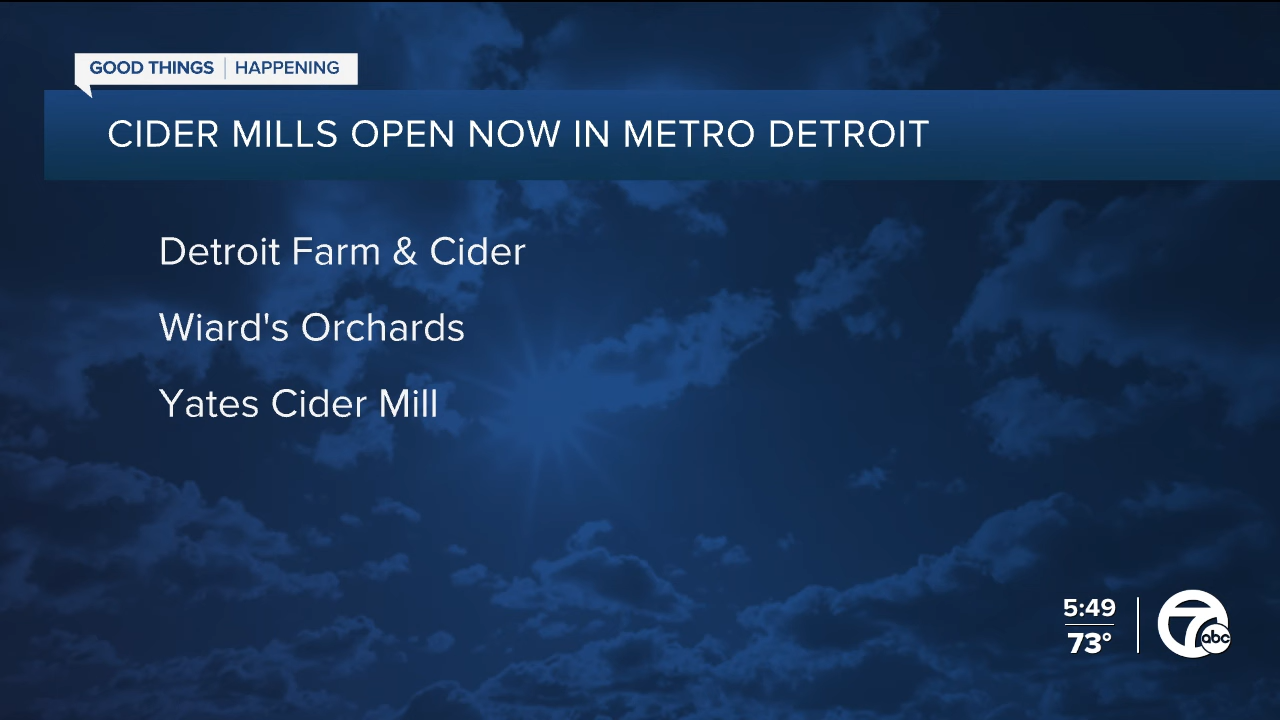 GOOD THINGS | HAPPENING
CIDER MILLS OPEN NOW IN METRO DETROIT
Detroit Farm & Cider
Wiard's Orchards
Yates Cider Mill
5:49
73°
7 abc